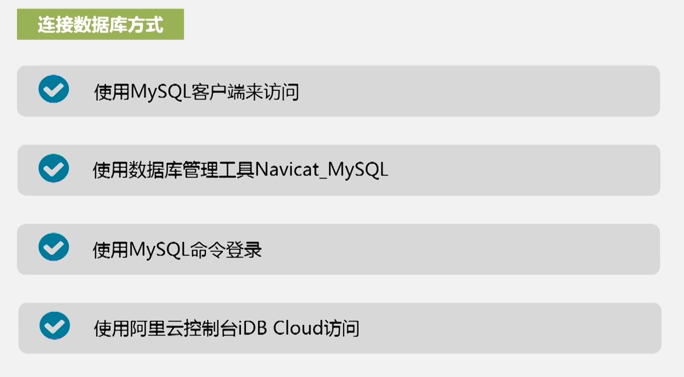 连接数据库方式
使用MySQL客户端来访问
使用数据库管理工具Navicat_MySQL
使用MySQL命令登录
使用阿里云控制台iDB Cloud访问